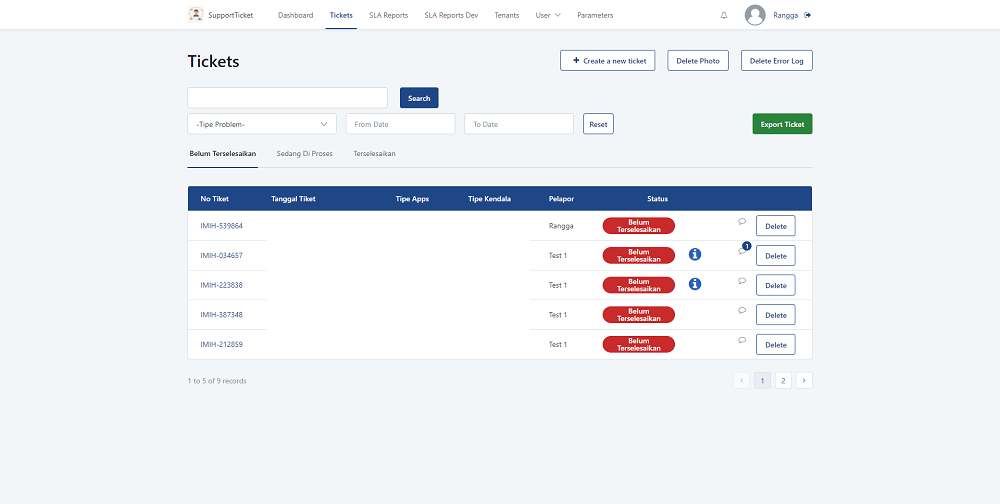 SupportTicket Dashboard Tickets SLA Reports SLA Reports Dev Tenants User Parameters Rangga
Tickets
+ Create a new ticket Delete Photo Delete Error Log
Search
-Tipe Problem- From Date To Date Reset Export Ticket
Belum Terselesaikan Sedang Di Proses Terselesaikan
No Tiket Tanggal Tiket Tipe Apps Tipe Kendala Pelapor Status
IMIH-539864 Rangga Belum Terselesaikan Delete
IMIH-034657 Test 1 Belum Terselesaikan 1 Delete
IMIH-223838 Test 1 Belum Terselesaikan Delete
IMIH-387348 Test 1 Belum Terselesaikan Delete
IMIH-212859 Test 1 Belum Terselesaikan Delete
1 to 5 of 9 records ‹ 1 2 ›